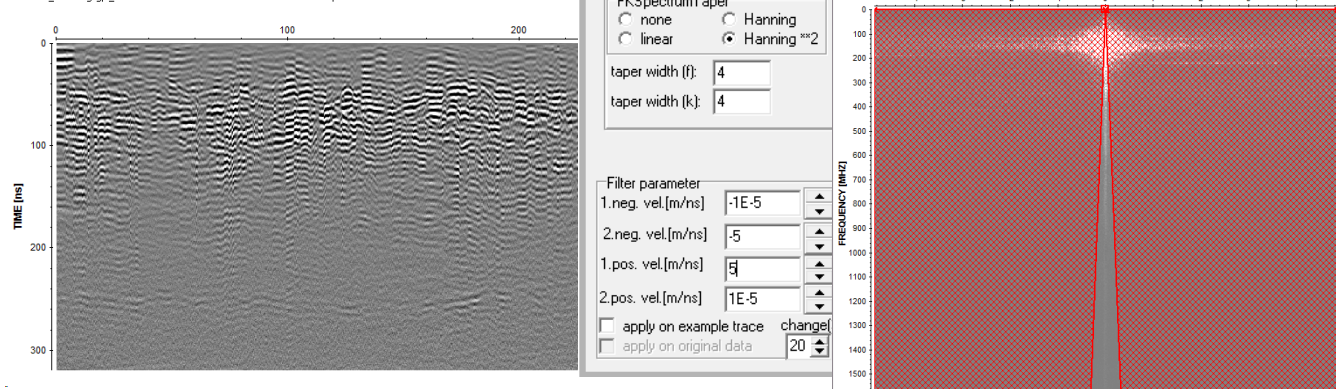 FKSpectrumTaper
none Hanning
linear Hanning **2
taper width (f): 4
taper width (k): 4
Filter parameter
1.neg. vel.[m/ns] -1E-5
2.neg. vel.[m/ns] -5
1.pos. vel.[m/ns] 5
2.pos. vel.[m/ns] 1E-5
apply on example trace change(
apply on original data 20
0 100 200
TIME [ns]
0
100
200
300
FREQUENCY [MHZ]
0
100
200
300
400
500
600
700
800
900
1000
1100
1200
1300
1400
1500